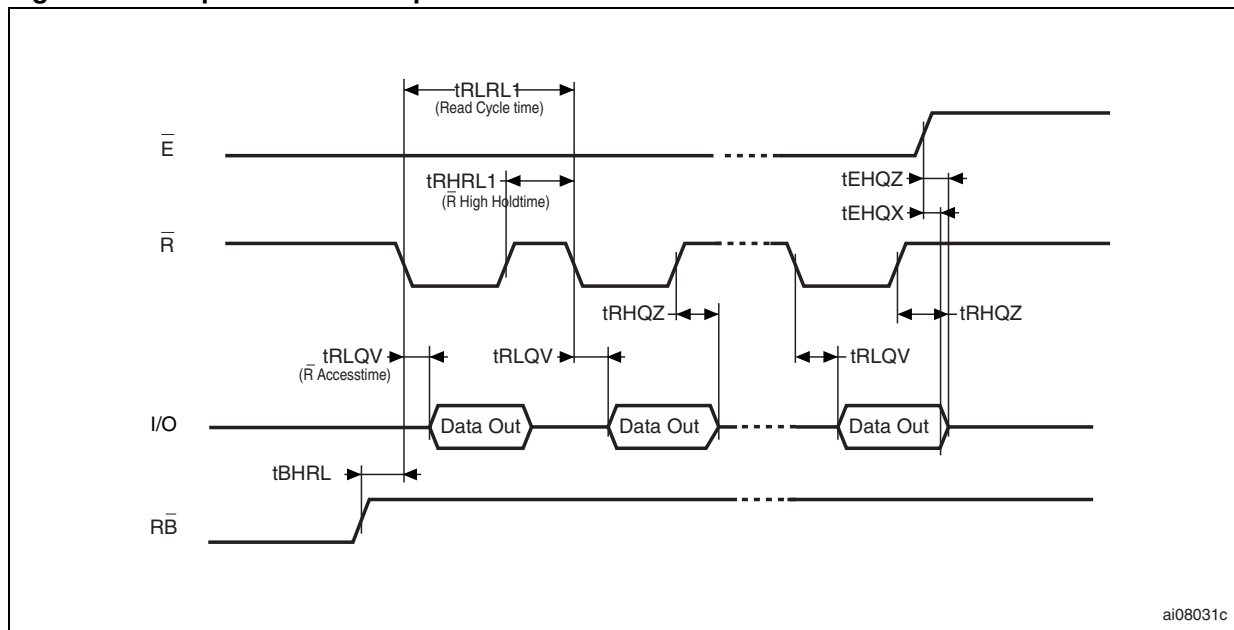 tRLRL1
(Read Cycle time)
E̅
tEHQZ
tRHRL1
(R̅ High Holdtime)
tEHQX
R̅
tRHQZ
tRHQZ
tRLQV
(R̅ Accesstime)
tRLQV
tRLQV
I/O
Data Out
Data Out
Data Out
tBHRL
RB̅
ai08031c